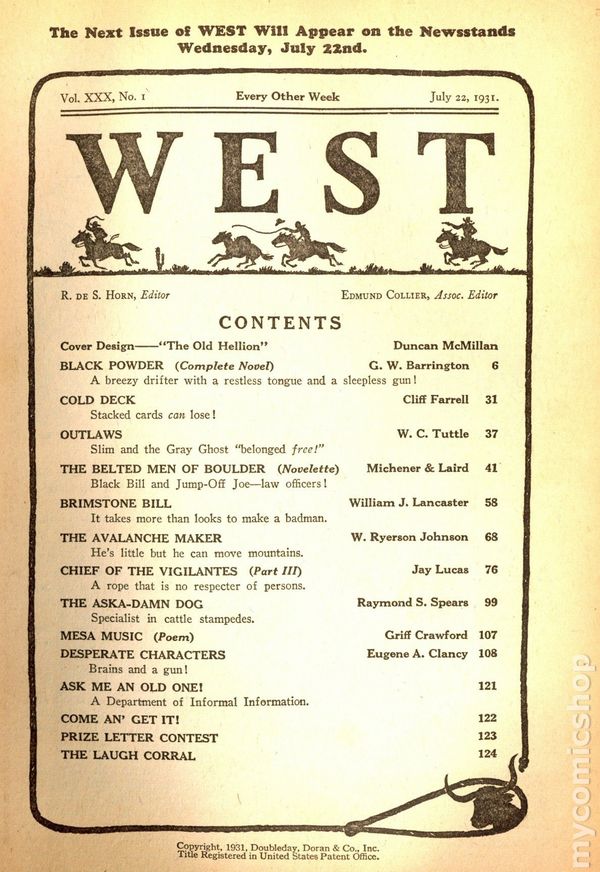 The Next Issue of WEST Will Appear on the Newsstands
Wednesday, July 22nd.
Vol. XXX, No. 1 Every Other Week July 22, 1931.
WEST
R. DE S. HORN, Editor EDMUND COLLIER, Assoc. Editor
CONTENTS
Cover Design—"The Old Hellion" Duncan McMillan
BLACK POWDER (Complete Novel) G. W. Barrington 6
A breezy drifter with a restless tongue and a sleepless gun!
COLD DECK Cliff Farrell 31
Stacked cards can lose!
OUTLAWS W. C. Tuttle 37
Slim and the Gray Ghost "belonged free!"
THE BELTED MEN OF BOULDER (Novelette) Michener & Laird 41
Black Bill and Jump-Off Joe—law officers!
BRIMSTONE BILL William J. Lancaster 58
It takes more than looks to make a badman.
THE AVALANCHE MAKER W. Ryerson Johnson 68
He's little but he can move mountains.
CHIEF OF THE VIGILANTES (Part III) Jay Lucas 76
A rope that is no respecter of persons.
THE ASKA-DAMN DOG Raymond S. Spears 99
Specialist in cattle stampedes.
MESA MUSIC (Poem) Griff Crawford 107
DESPERATE CHARACTERS Eugene A. Clancy 108
Brains and a gun!
ASK ME AN OLD ONE! 121
A Department of Informal Information.
COME AN' GET IT! 122
PRIZE LETTER CONTEST 123
THE LAUGH CORRAL 124
Copyright, 1931, Doubleday, Doran & Co., Inc.
Title Registered in United States Patent Office.
mycomicshop